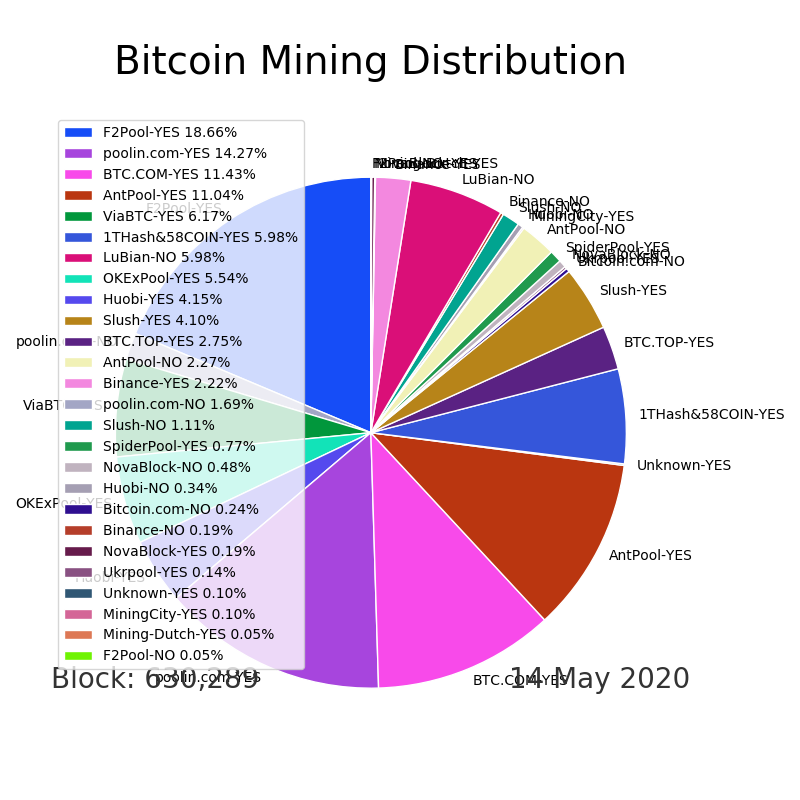 Bitcoin Mining Distribution
F2Pool-YES 18.66%
poolin.com-YES 14.27%
BTC.COM-YES 11.43%
AntPool-YES 11.04%
ViaBTC-YES 6.17%
1THash&58COIN-YES 5.98%
LuBian-NO 5.98%
OKExPool-YES 5.54%
Huobi-YES 4.15%
Slush-YES 4.10%
BTC.TOP-YES 2.75%
AntPool-NO 2.27%
Binance-YES 2.22%
poolin.com-NO 1.69%
Slush-NO 1.11%
SpiderPool-YES 0.77%
NovaBlock-NO 0.48%
Huobi-NO 0.34%
Bitcoin.com-NO 0.24%
Binance-NO 0.19%
NovaBlock-YES 0.19%
Ukrpool-YES 0.14%
Unknown-YES 0.10%
MiningCity-YES 0.10%
Mining-Dutch-YES 0.05%
F2Pool-NO 0.05%
LuBian-NO
Binance-NO
Slush-NO
Huobi-NO
MiningCity-YES
AntPool-NO
SpiderPool-YES
NovaBlock-NO
Bitcoin.com-NO
Slush-YES
BTC.TOP-YES
1THash&58COIN-YES
Unknown-YES
AntPool-YES
BTC.COM-YES
poolin.com-YES
Huobi-YES
OKExPool-YES
F2Pool-YES
Block: 630,289
14 May 2020